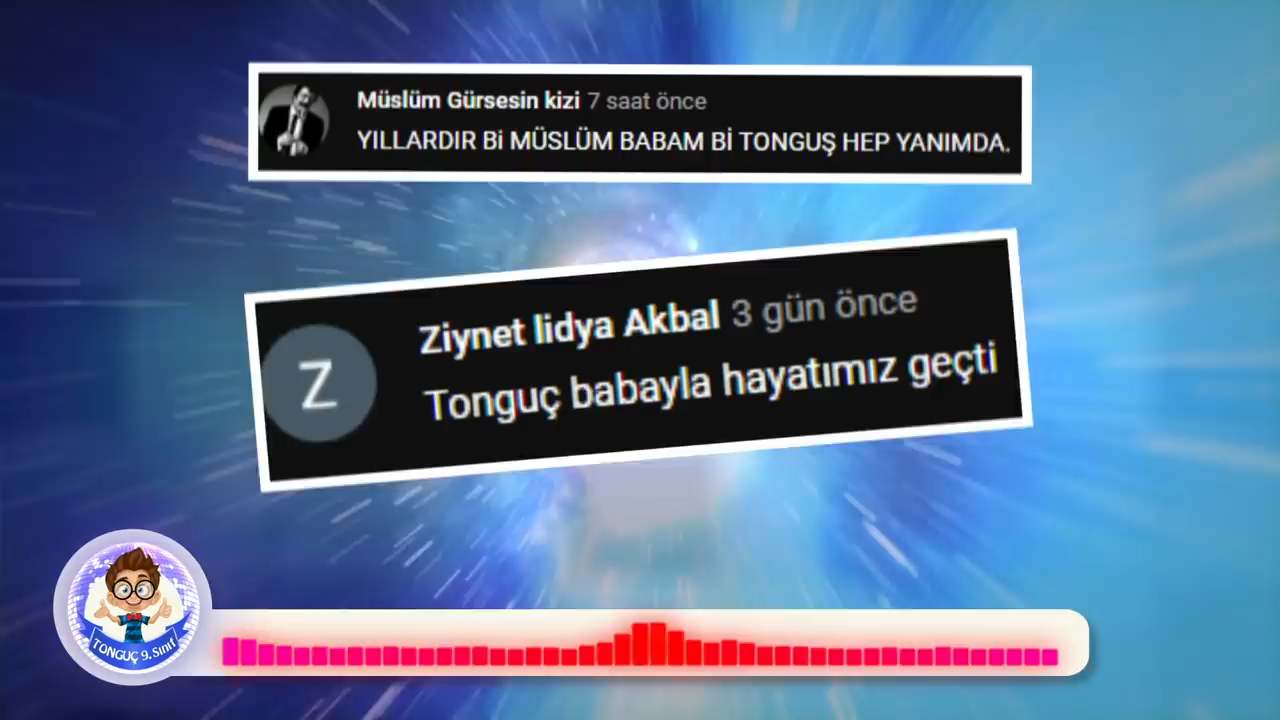 Müslüm Gürsesin kizi 7 saat önce
YILLARDIR Bi MÜSLÜM BABAM Bİ TONGUŞ HEP YANIMDA.
Ziynet lidya Akbal 3 gün önce
Z
Tonguç babayla hayatımız geçti
TONGUÇ 9.Sınıf